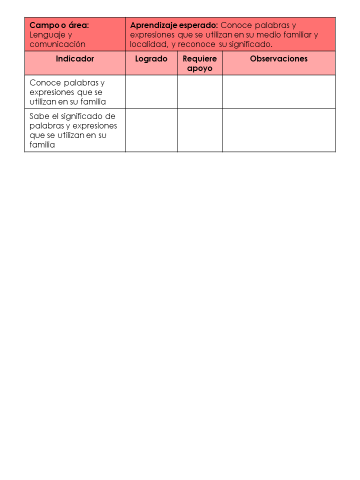 Campo o área:
Lenguaje y
comunicación
Aprendizaje esperado: Conoce palabras y
expresiones que se utilizan en su medio familiar y
localidad, y reconoce su significado.
Indicador
Logrado
Requiere
apoyo
Observaciones
Conoce palabras y
expresiones que se
utilizan en su familia
Sabe el significado de
palabras y expresiones
que se utilizan en su
familia